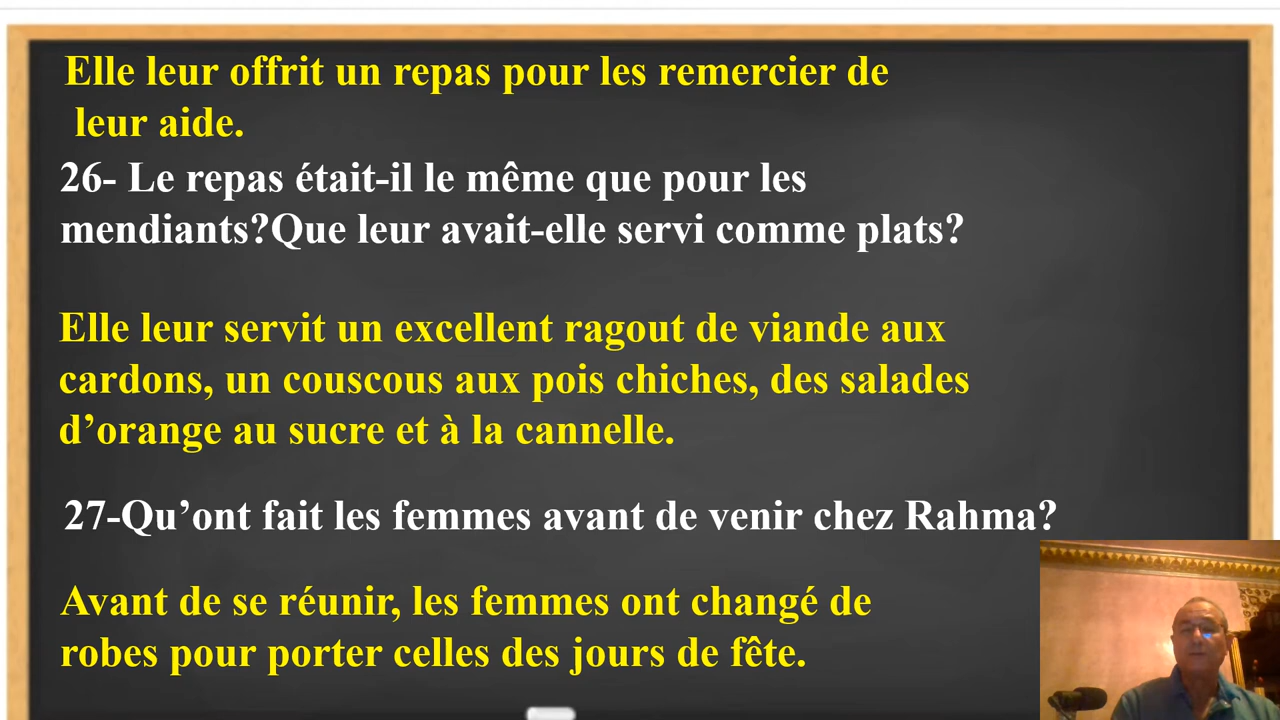 Elle leur offrit un repas pour les remercier de
leur aide.
26- Le repas était-il le même que pour les
mendiants?Que leur avait-elle servi comme plats?
Elle leur servit un excellent ragout de viande aux
cardons, un couscous aux pois chiches, des salades
d’orange au sucre et à la cannelle.
27-Qu’ont fait les femmes avant de venir chez Rahma?
Avant de se réunir, les femmes ont changé de
robes pour porter celles des jours de fête.